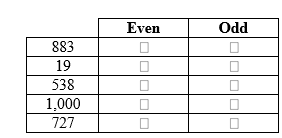 Even Odd
883 □ □
19 □ □
538 □ □
1,000 □ □
727 □ □